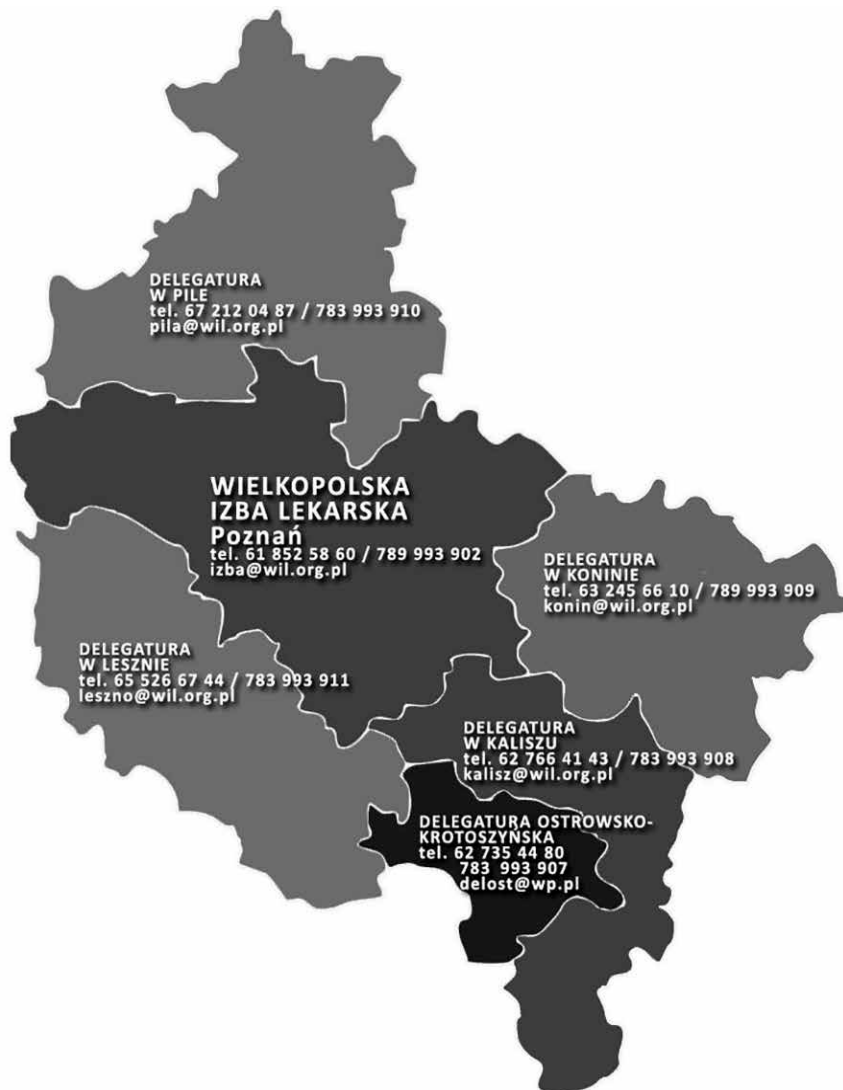 DELEGATURA
W PILE
tel. 67 212 04 87 / 783 993 910
pila@wil.org.pl
WIELKOPOLSKA
IZBA LEKARSKA
Poznań
tel. 61 852 58 60 / 789 993 902
izba@wil.org.pl
DELEGATURA
W KONINIE
tel. 63 245 66 10 / 789 993 909
konin@wil.org.pl
DELEGATURA
W LESZNIE
tel. 65 526 67 44 / 783 993 911
leszno@wil.org.pl
DELEGATURA
W KALISZU
tel. 62 766 41 43 / 783 993 908
kalisz@wil.org.pl
DELEGATURA OSTROWSKO-
KROTOSZYŃSKA
tel. 62 735 44 80
783 993 907
delost@wp.pl